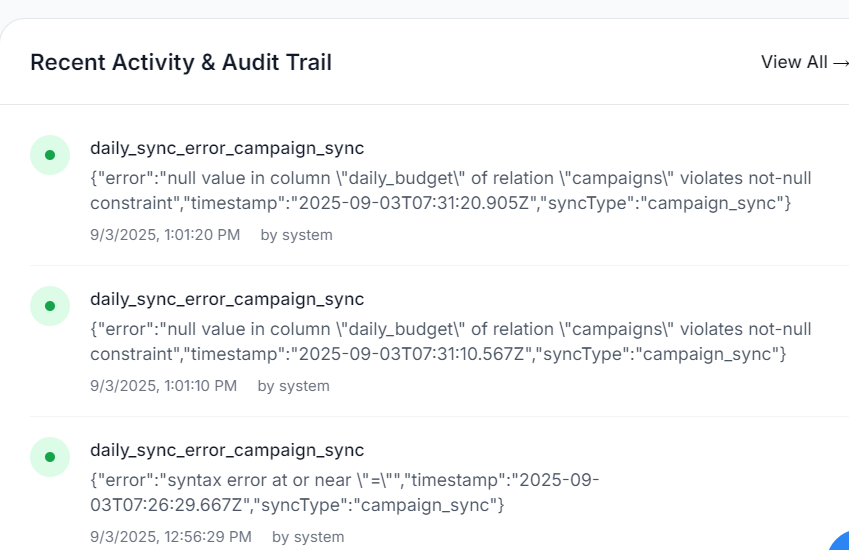 Recent Activity & Audit Trail
View All →
daily_sync_error_campaign_sync
{"error":"null value in column \"daily_budget\" of relation \"campaigns\" violates not-null
constraint","timestamp":"2025-09-03T07:31:20.905Z","syncType":"campaign_sync"}
9/3/2025, 1:01:20 PM by system
daily_sync_error_campaign_sync
{"error":"null value in column \"daily_budget\" of relation \"campaigns\" violates not-null
constraint","timestamp":"2025-09-03T07:31:10.567Z","syncType":"campaign_sync"}
9/3/2025, 1:01:10 PM by system
daily_sync_error_campaign_sync
{"error":"syntax error at or near \"=\"","timestamp":"2025-09-
03T07:26:29.667Z","syncType":"campaign_sync"}
9/3/2025, 12:56:29 PM by system